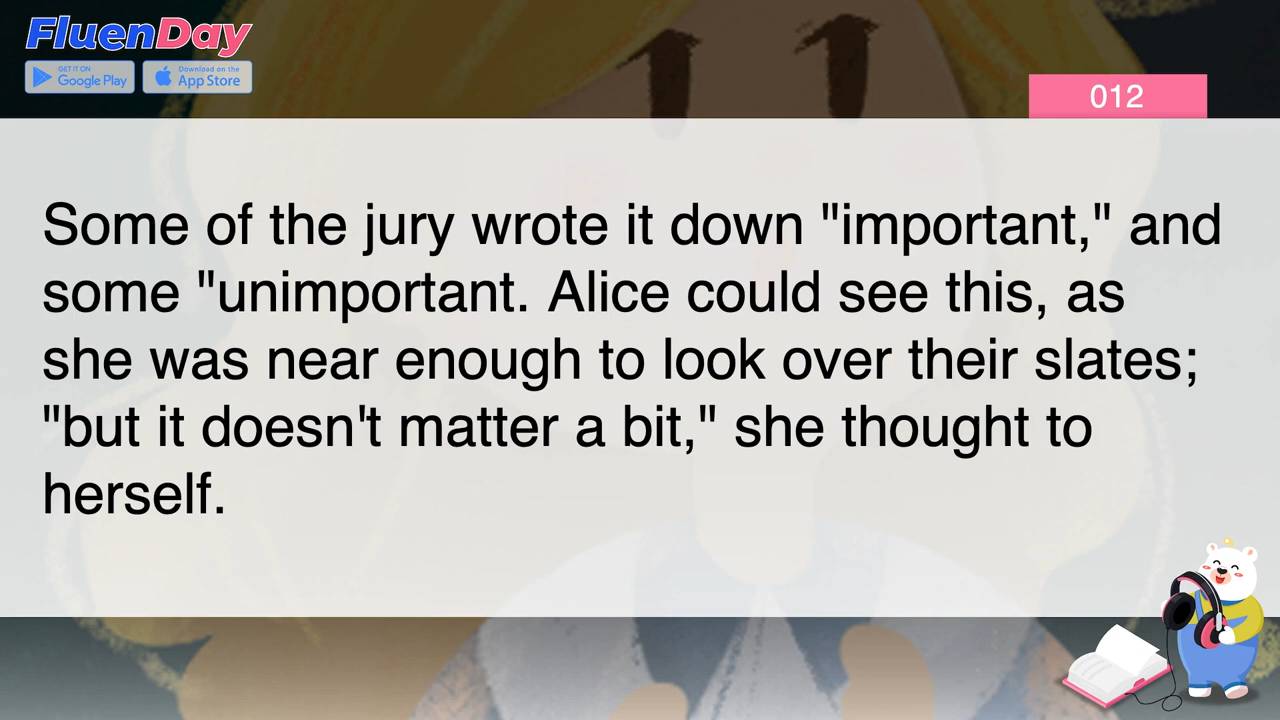 FluenDay
GET IT ON
Google Play
Download on the
App Store
012
Some of the jury wrote it down "important," and
some "unimportant. Alice could see this, as
she was near enough to look over their slates;
"but it doesn't matter a bit," she thought to
herself.